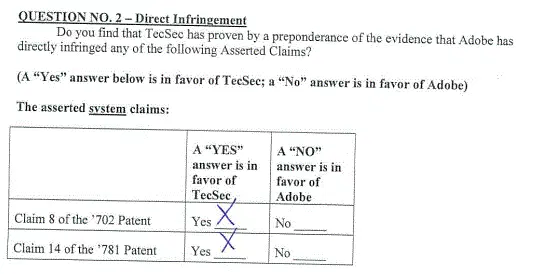 QUESTION NO. 2 – Direct Infringement
Do you find that TecSec has proven by a preponderance of the evidence that Adobe has
directly infringed any of the following Asserted Claims?
(A “Yes” answer below is in favor of TecSec; a “No” answer is in favor of Adobe)
The asserted system claims:
A “YES”
answer is in
favor of
TecSec
A “NO”
answer is in
favor of
Adobe
Claim 8 of the ’702 Patent Yes X No ____
Claim 14 of the ’781 Patent Yes X No ____